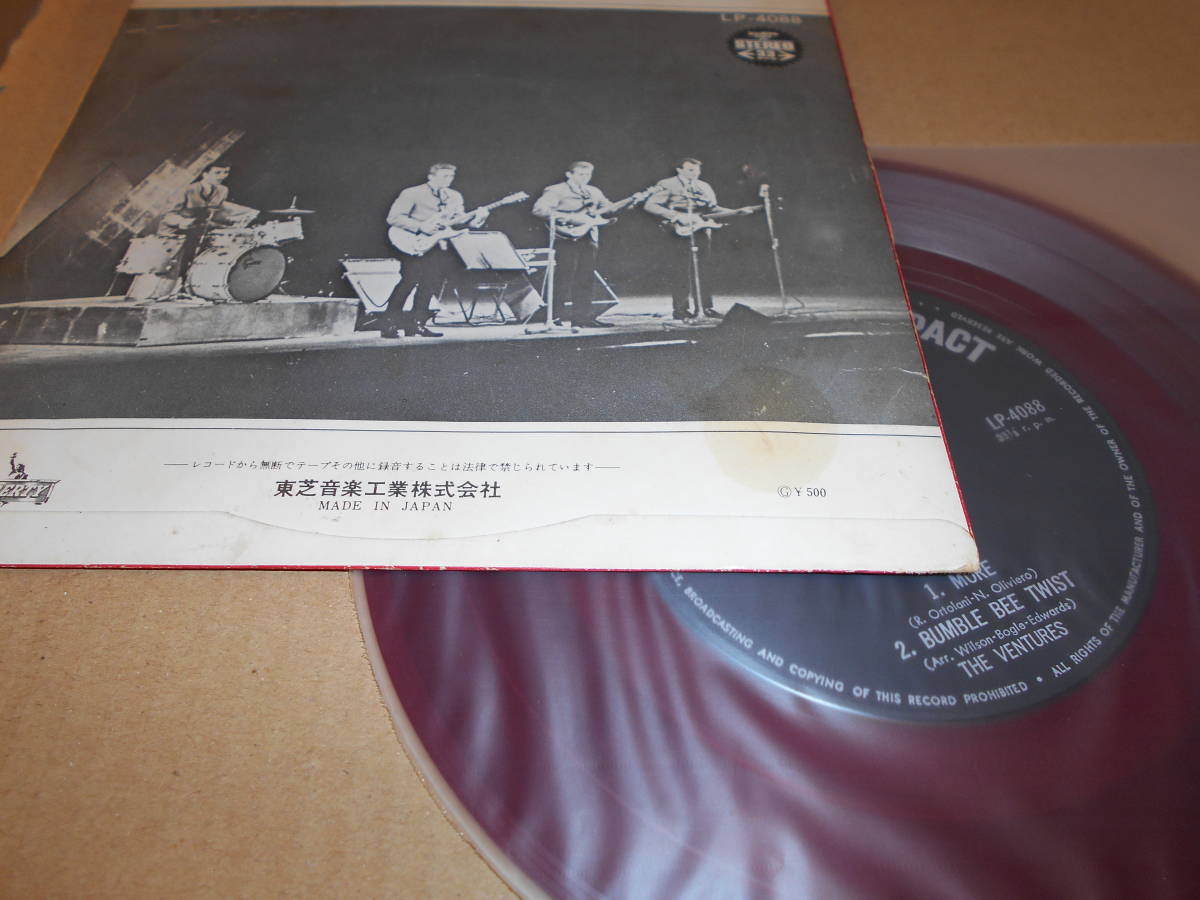 LP-4088
STEREO
33
レコードから無断でテープその他に録音することは法律で禁じられています
東芝音楽工業株式会社
Ⓖ¥500
MADE IN JAPAN
ERTY
PACT
LP-4088
33⅓ r. p. m.
1. MORE
(R. Ortolani-N. Oliviero)
2. BUMBLE BEE TWIST
(Arr. Wilson-Bogle-Edwards)
THE VENTURES
BROADCASTING AND COPYING OF THIS RECORD PROHIBITED • ALL RIGHTS OF THE MANUFACTURER AND OF THE OWNER OF THE RECORDED WORK ARE RESERVED